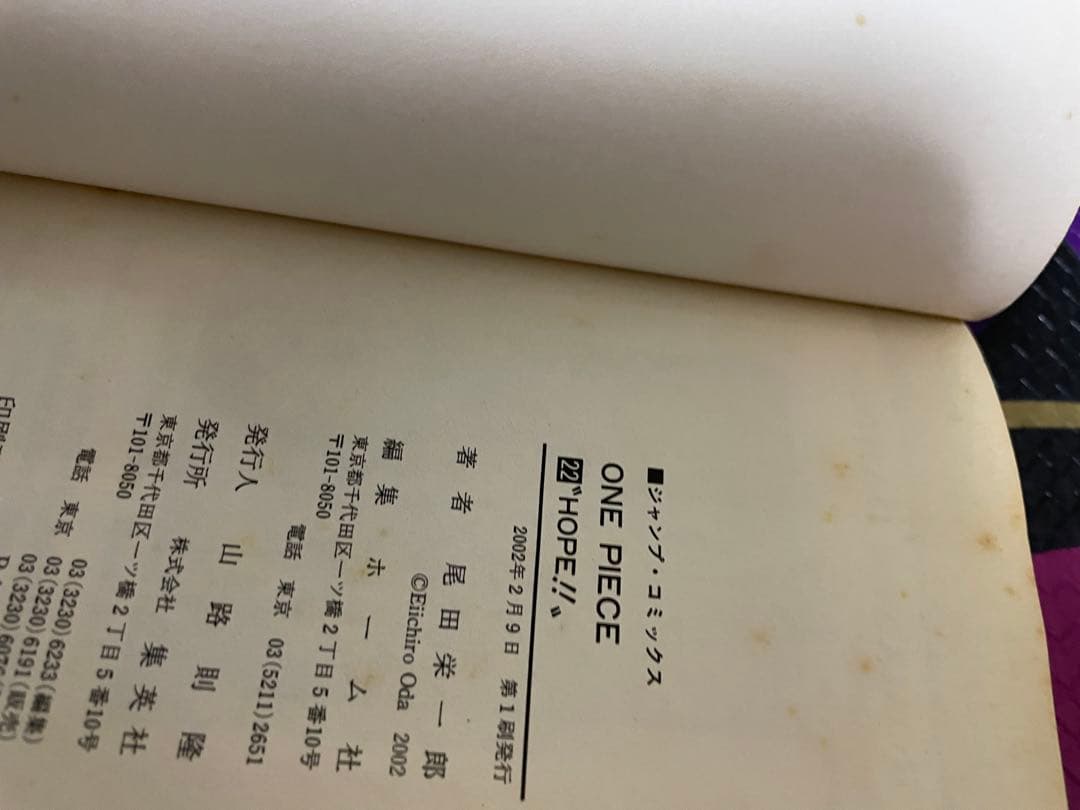 ■ジャンプ・コミックス
ONE PIECE
22〝HOPE!!〟
2002年2月9日 第1刷発行
著者 尾田栄一郎
©Eiichiro Oda 2002
編集 ホーム社
東京都千代田区一ツ橋2丁目5番10号
〒101-8050
電話 東京 03(5211)2651
発行人 山路則隆
発行所 株式会社 集英社
東京都千代田区一ツ橋2丁目5番10号
〒101-8050
03(3230)6233(編集)
電話 東京 03(3230)6191(販売)